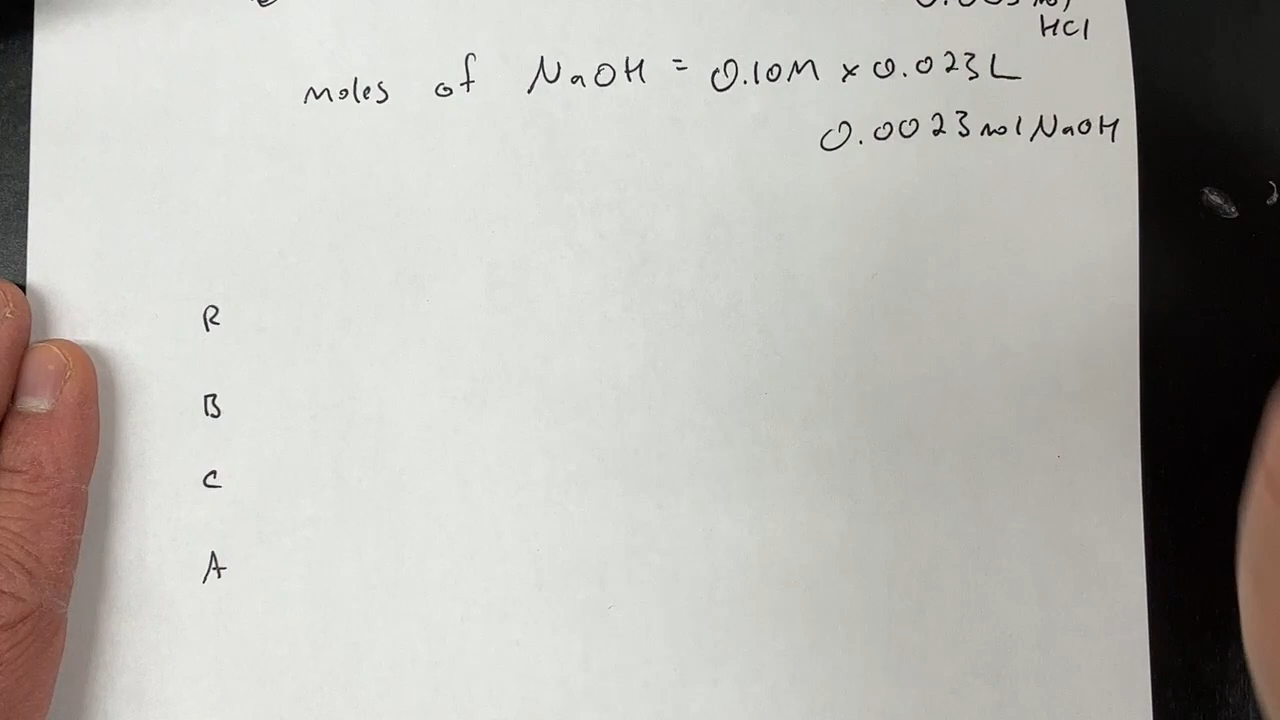 HCl
moles of NaOH = 0.10M × 0.023L
0.0023 mol NaOH
R
B
C
A